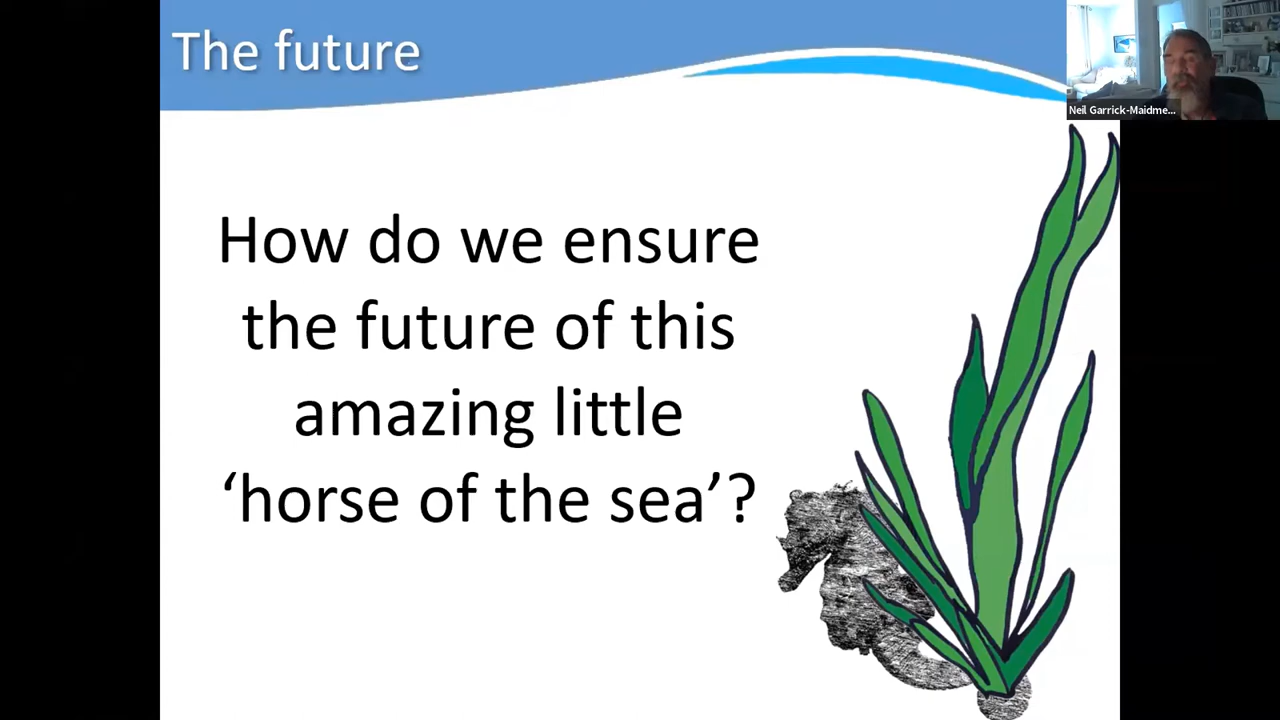 The future
Neil Garrick-Maidme...
How do we ensure
the future of this
amazing little
‘horse of the sea’?